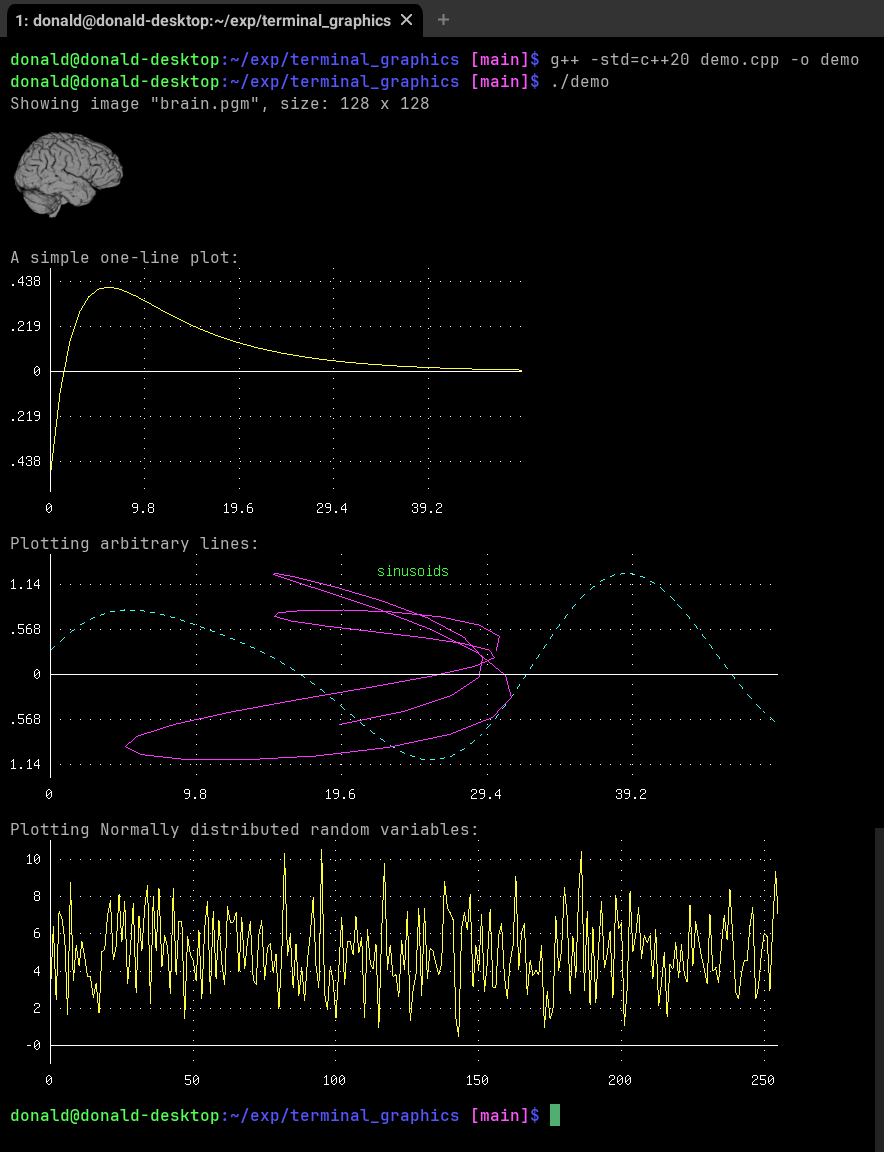 1: donald@donald-desktop:~/exp/terminal_graphics × +
donald@donald-desktop:~/exp/terminal_graphics [main]$ g++ -std=c++20 demo.cpp -o demo
donald@donald-desktop:~/exp/terminal_graphics [main]$ ./demo
Showing image "brain.pgm", size: 128 x 128
A simple one-line plot:
.438
.219
0
.219
.438
0 9.8 19.6 29.4 39.2
Plotting arbitrary lines:
sinusoids
1.14
.568
0
.568
1.14
0 9.8 19.6 29.4 39.2
Plotting Normally distributed random variables:
10
8
6
4
2
-0
0 50 100 150 200 250
donald@donald-desktop:~/exp/terminal_graphics [main]$